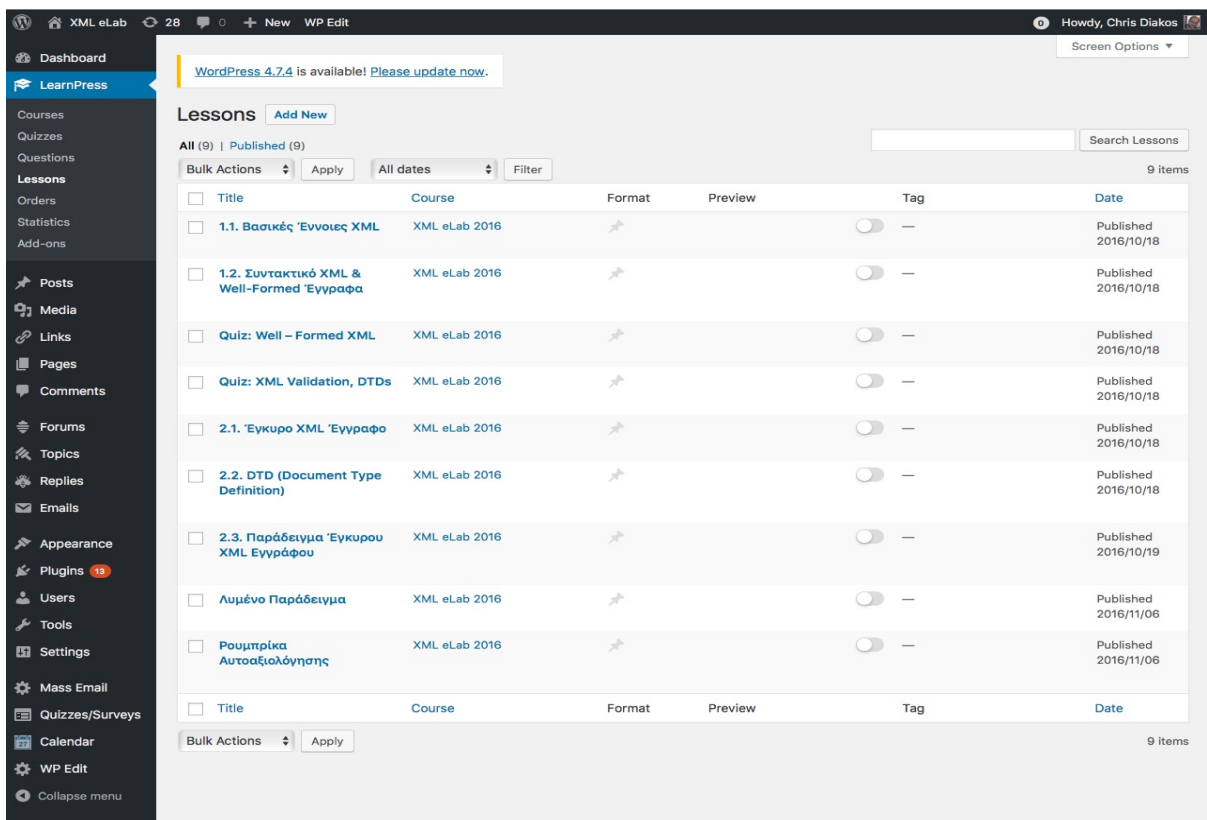 XML eLab 28 0 + New WP Edit 0 Howdy, Chris Diakos
Screen Options ▼
Dashboard
LearnPress
Courses
Quizzes
Questions
Lessons
Orders
Statistics
Add-ons
Posts
Media
Links
Pages
Comments
Forums
Topics
Replies
Emails
Appearance
Plugins 13
Users
Tools
Settings
Mass Email
Quizzes/Surveys
27 Calendar
WP Edit
Collapse menu
WordPress 4.7.4 is available! Please update now.
Lessons Add New
All (9) | Published (9)
Search Lessons
Bulk Actions Apply All dates Filter 9 items
Title Course Format Preview Tag Date
1.1. Βασικές Έννοιες XML XML eLab 2016 — Published
2016/10/18
1.2. Συντακτικό XML & XML eLab 2016 — Published
Well-Formed Έγγραφα 2016/10/18
Quiz: Well – Formed XML XML eLab 2016 — Published
2016/10/18
Quiz: XML Validation, DTDs XML eLab 2016 — Published
2016/10/18
2.1. Έγκυρο XML Έγγραφο XML eLab 2016 — Published
2016/10/18
2.2. DTD (Document Type XML eLab 2016 — Published
Definition) 2016/10/18
2.3. Παράδειγμα Έγκυρου XML eLab 2016 — Published
XML Εγγράφου 2016/10/19
Λυμένο Παράδειγμα XML eLab 2016 — Published
2016/11/06
Ρουμπρίκα XML eLab 2016 — Published
Αυτοαξιολόγησης 2016/11/06
Title Course Format Preview Tag Date
Bulk Actions Apply 9 items